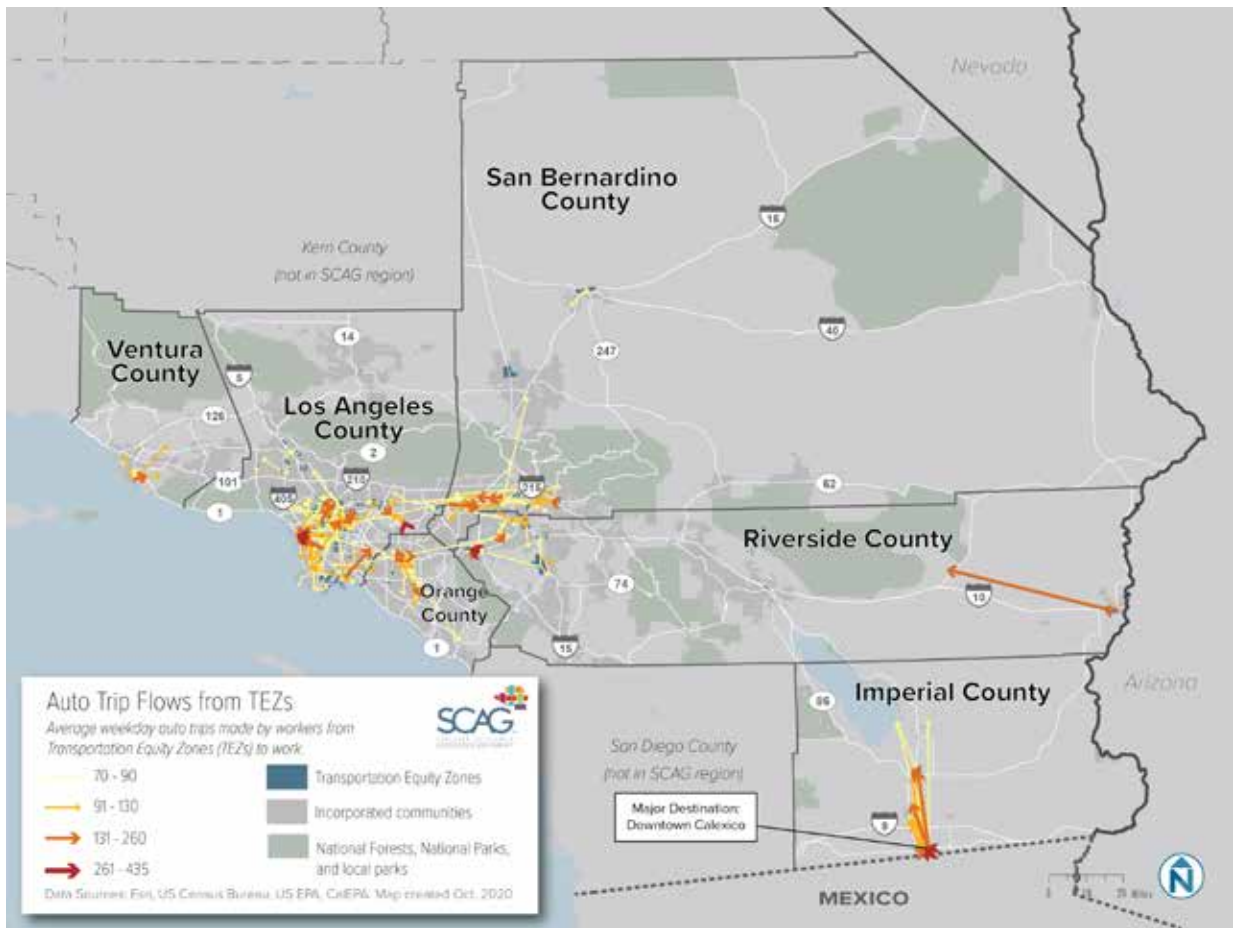 Nevada
San Bernardino
County
15
Kern County
(not in SCAG region)
40
14
247
Ventura
County
5
Los Angeles
County
126
2
101
210
405
215
62
1
Riverside County
74
10
Orange
County
1
15
Imperial County
Arizona
86
San Diego County
(not in SCAG region)
Major Destination:
Downtown Calexico
8
MEXICO
N
Auto Trip Flows from TEZs
SCAG
Average weekday auto trips made by workers from
Transportation Equity Zones (TEZs) to work.
70 - 90
91 - 130
131 - 260
261 - 435
Transportation Equity Zones
Incorporated communities
National Forests, National Parks,
and local parks
Data Sources: Esri, US Census Bureau, US EPA, CalEPA. Map created Oct. 2020